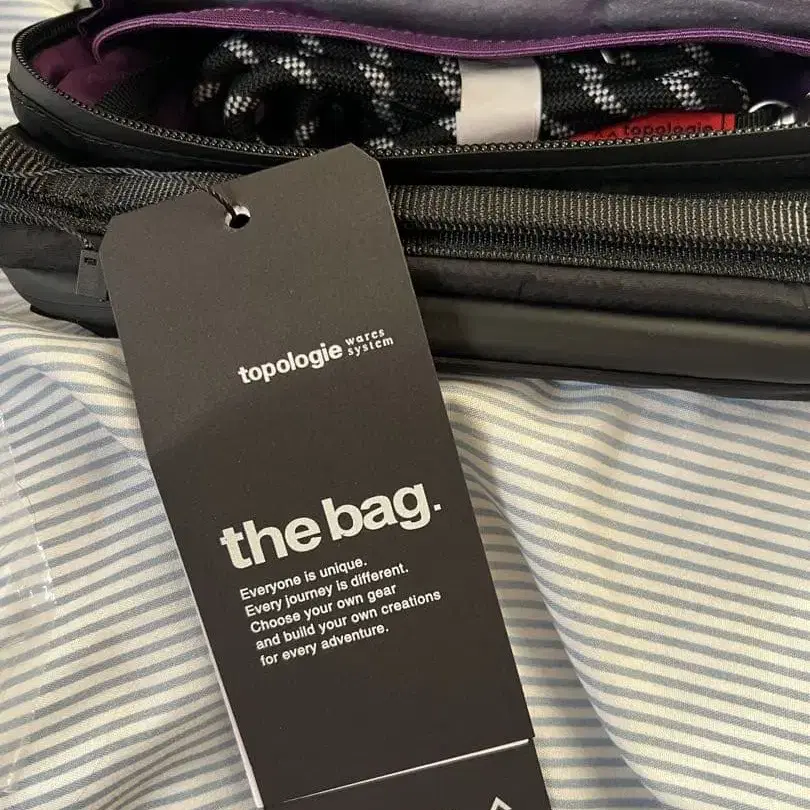 topologie
topologie wares system
the bag.
Everyone is unique.
Every journey is different.
Choose your own gear
and build your own creations
for every adventure.